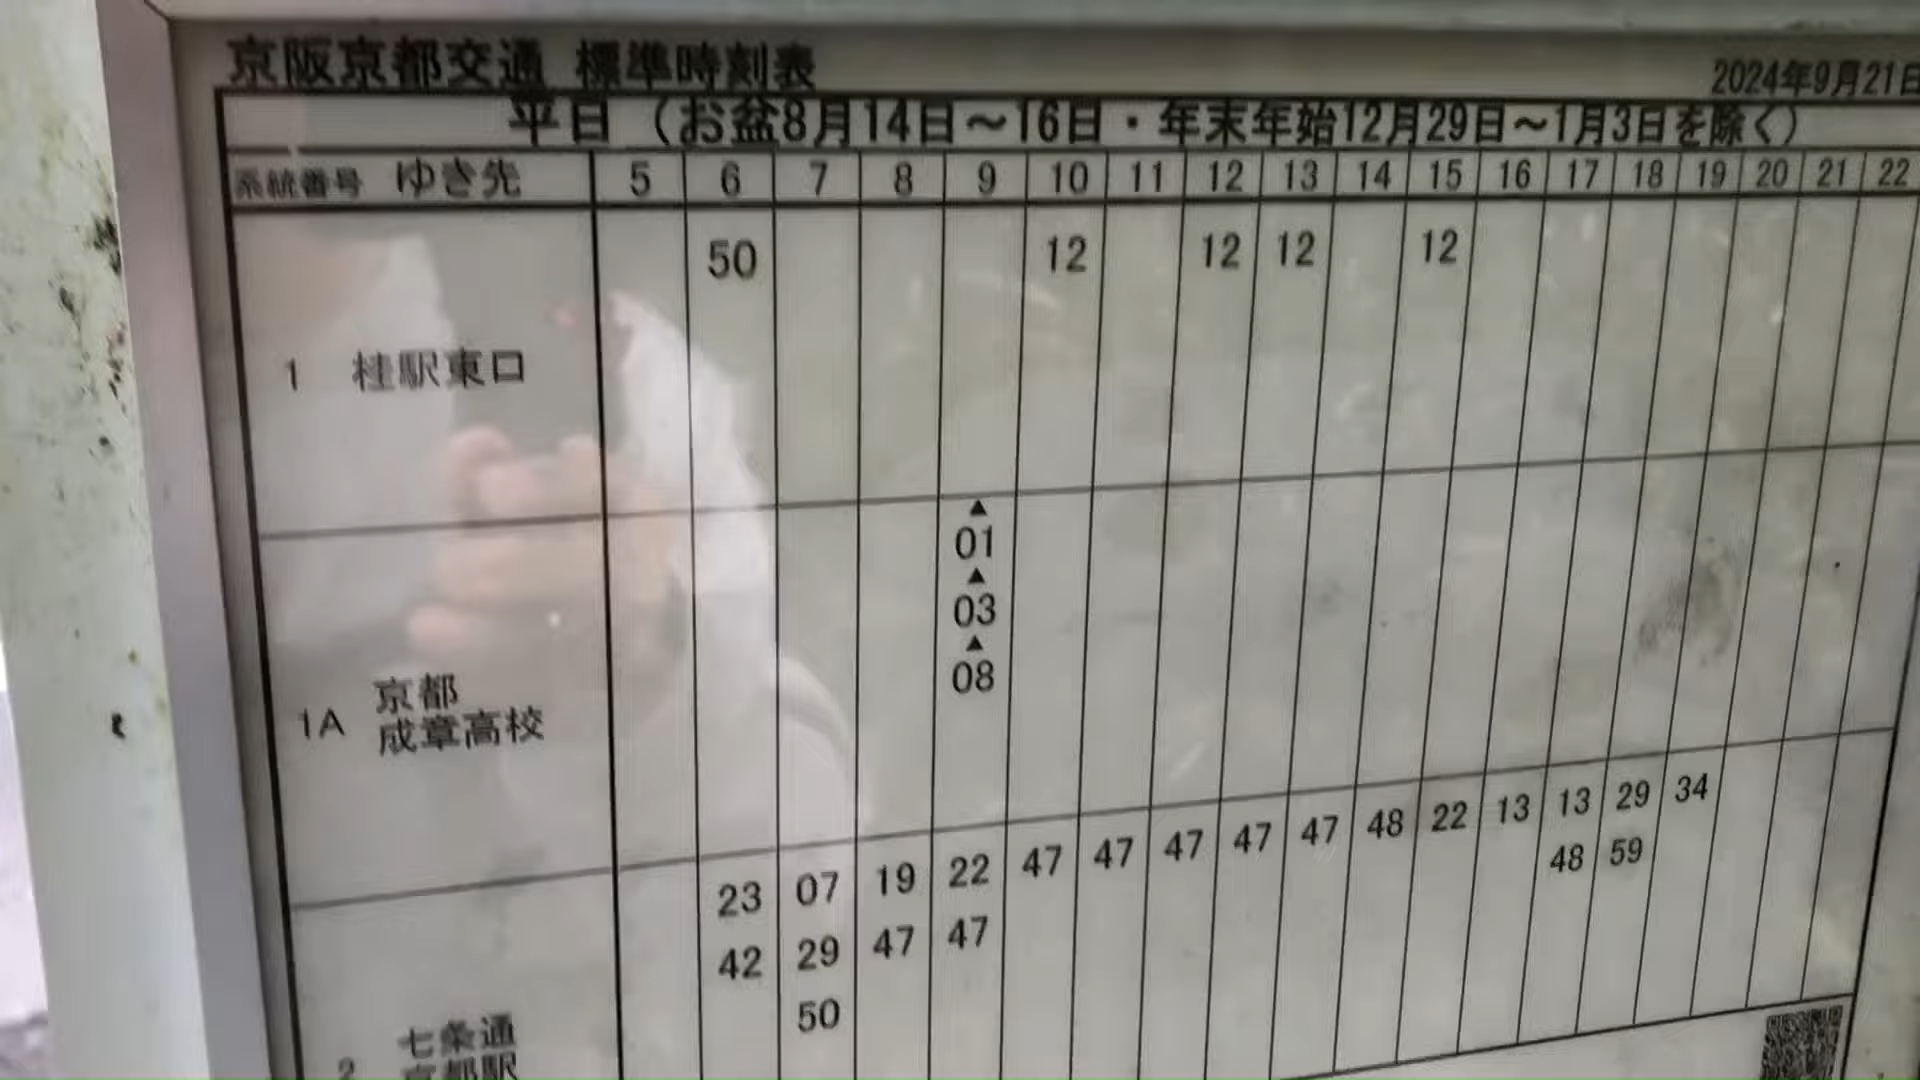 京阪京都交通 標準時刻表
2024年9月21日
平日（お盆8月14日～16日・年末年始12月29日～1月3日を除く）
系統番号 ゆき先 5 6 7 8 9 10 11 12 13 14 15 16 17 18 19 20 21 22
50 12 12 12 12
1 桂駅東口
▲
01
▲
03
▲
08
1A 京都
成章高校
23 07 19 22 47 47 47 47 47 48 22 13 13 29 34
42 29 47 47 48 59
50
2 七条通
京都駅